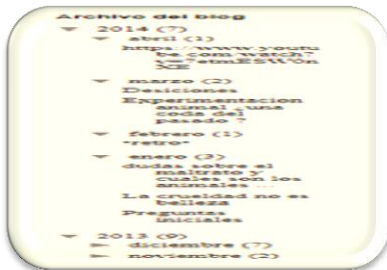 Archivo del blog
▼ 2014 (7)
▼ abril (1)
https://www.youtu
be.com/watch?
▼ marzo (2)
Desiciones
Experimentacion
animal ,una
coda del
pasado ?
▼ febrero (1)
*retro*
▼ enero (3)
dudas sobre el
maltrato y
cuales son los
animales ...
La crueldad no es
belleza
Preguntas
iniciales
▼ 2013 (9)
► diciembre (7)
► noviembre (2)